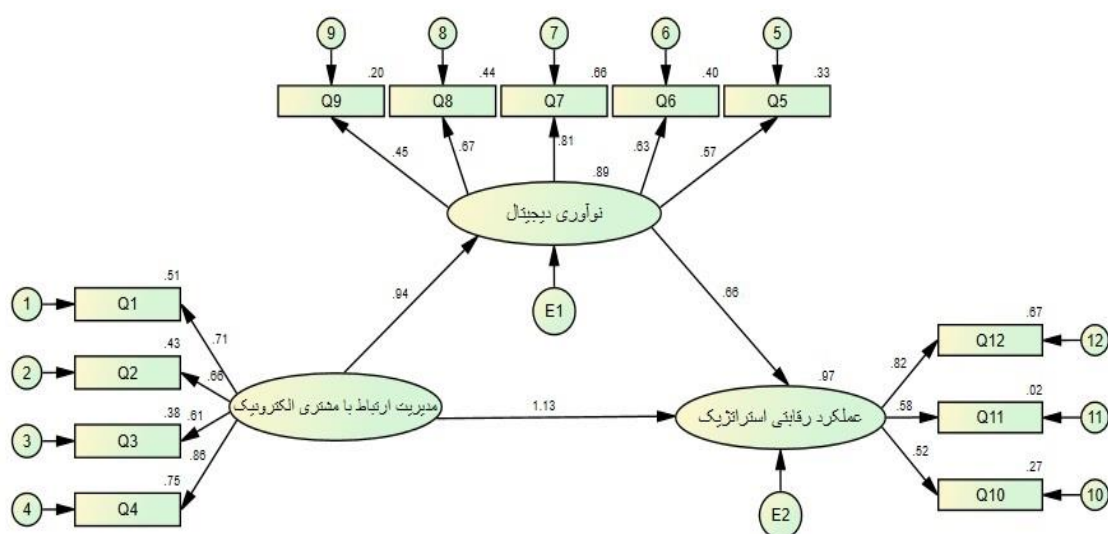 9 8 7 6 5
.20 .44 .66 .40 .33
Q9 Q8 Q7 Q6 Q5
.45 .67 .81 .63 .57
.89
نوآوری دیجیتال
E1
.94 .66
.51
1 Q1
.71
.43
2 Q2
.66
.38
3 Q3
.61
.86
.75
4 Q4
مدیریت ارتباط با مشتری الکترونیک
1.13
.97
عملکرد رقابتی استراتژیک
E2
.67
Q12 12
.82
.02
Q11 11
.58
.52
.27
Q10 10